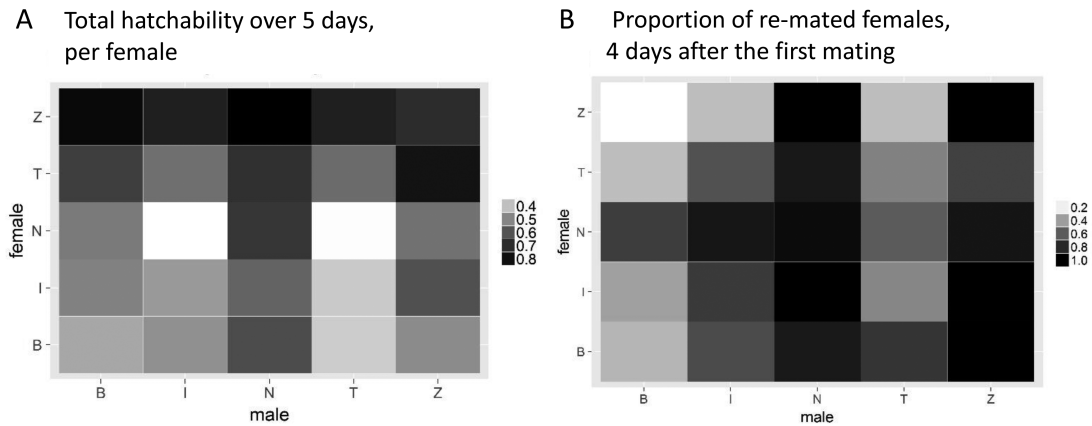 A Total hatchability over 5 days,
per female
Z
T
N
I
B
female
B I N T Z
male
0.4
0.5
0.6
0.7
0.8
B Proportion of re-mated females,
4 days after the first mating
Z
T
N
I
B
female
B I N T Z
male
0.2
0.4
0.6
0.8
1.0